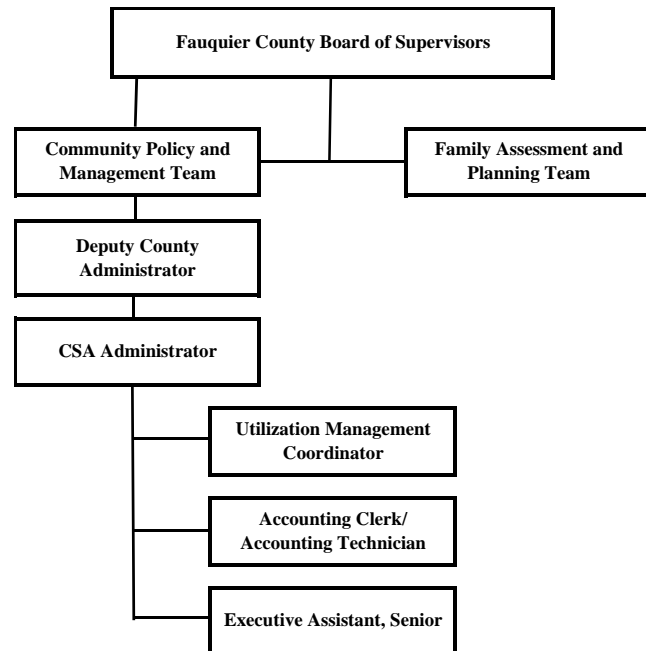 Fauquier County Board of Supervisors
Community Policy and
Management Team
Family Assessment and
Planning Team
Deputy County
Administrator
CSA Administrator
Utilization Management
Coordinator
Accounting Clerk/
Accounting Technician
Executive Assistant, Senior